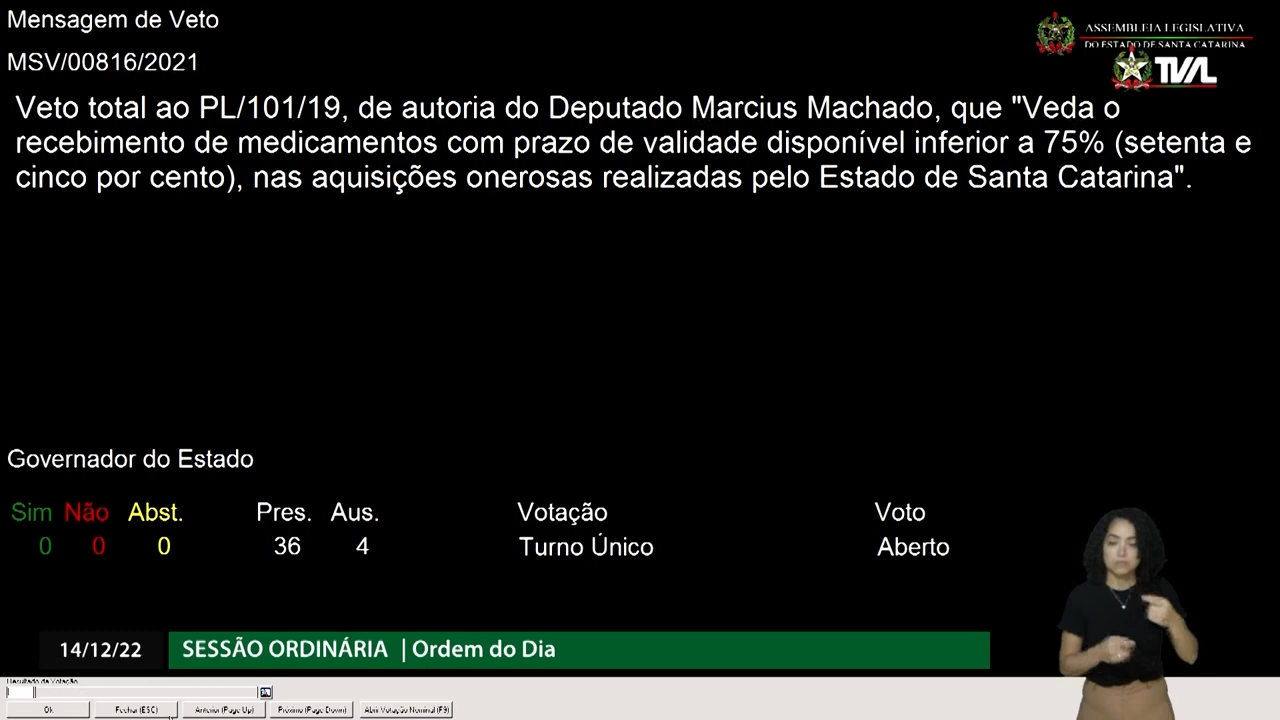 Mensagem de Veto
ASSEMBLEIA LEGISLATIVA
DO ESTADO DE SANTA CATARINA
MSV/00816/2021
TVAL
Veto total ao PL/101/19, de autoria do Deputado Marcius Machado, que "Veda o
recebimento de medicamentos com prazo de validade disponível inferior a 75% (setenta e
cinco por cento), nas aquisições onerosas realizadas pelo Estado de Santa Catarina".
Governador do Estado
Sim Não Abst. Pres. Aus. Votação Voto
0 0 0 36 4 Turno Único Aberto
14/12/22 SESSÃO ORDINÁRIA | Ordem do Dia
Resultado da Votação
Ok Fechar (ESC) Anterior (Page Up) Próximo (Page Down) Abrir Votação Nominal (F9)